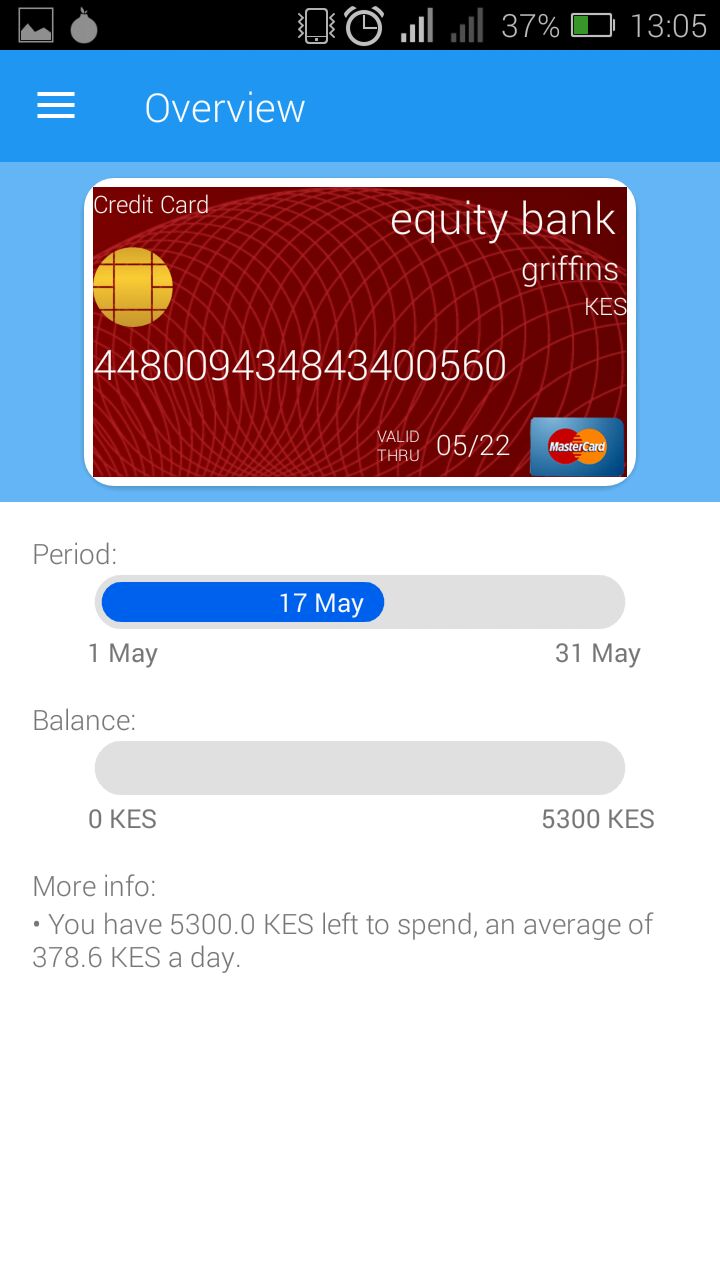 37% 13:05
Overview
Credit Card
equity bank
griffins
KES
448009434843400560
VALID
THRU 05/22
MasterCard
Period:
17 May
1 May 31 May
Balance:
0 KES 5300 KES
More info:
• You have 5300.0 KES left to spend, an average of
378.6 KES a day.